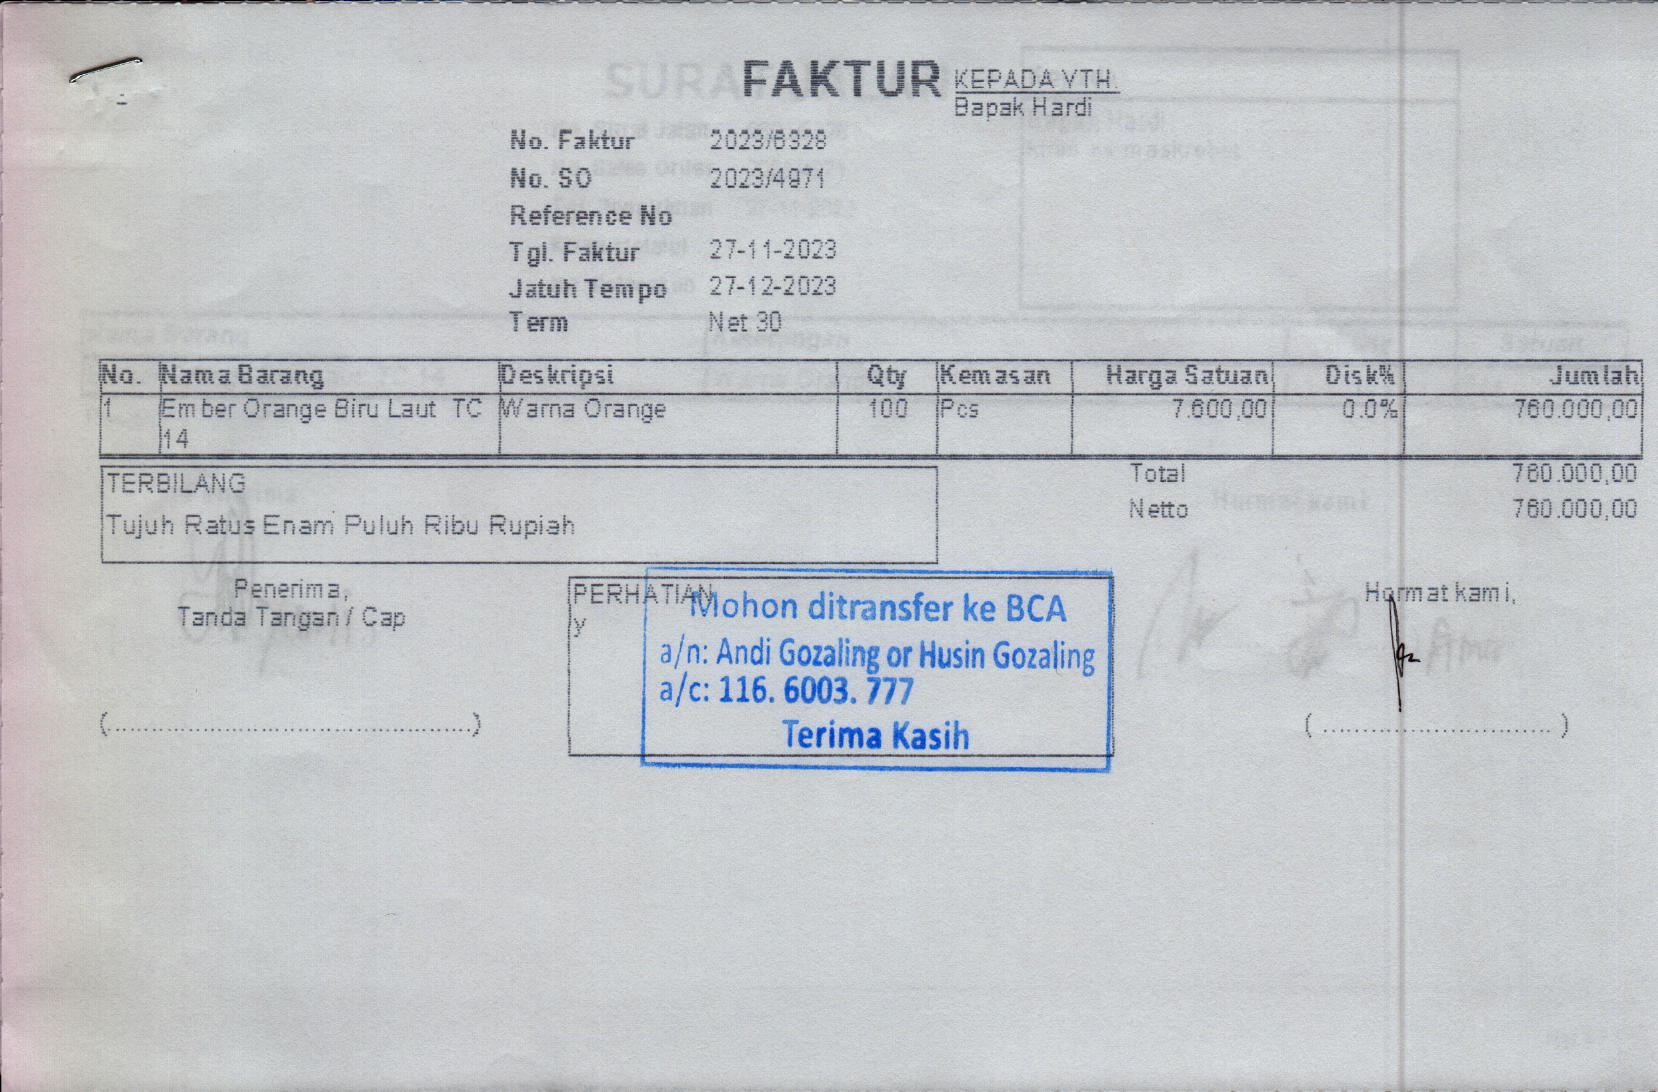 FAKTUR
KEPADA YTH.
Bapak Hardi
No. Faktur 2023/6328
No. SO 2023/4971
Reference No
Tgl. Faktur 27-11-2023
Jatuh Tempo 27-12-2023
Term Net 30
No. Nama Barang Deskripsi Qty Kemasan Harga Satuan Disk% Jumlah
1 Ember Orange Biru Laut TC Warna Orange 100 Pcs 7.600,00 0.0% 760.000,00
14
TERBILANG
Tujuh Ratus Enam Puluh Ribu Rupiah
Total 760.000,00
Netto 760.000,00
Penerima,
Tanda Tangan / Cap
(..............................................)
PERHATIAN
y
Mohon ditransfer ke BCA
a/n: Andi Gozaling or Husin Gozaling
a/c: 116. 6003. 777
Terima Kasih
Hormat kami,
( ............................. )